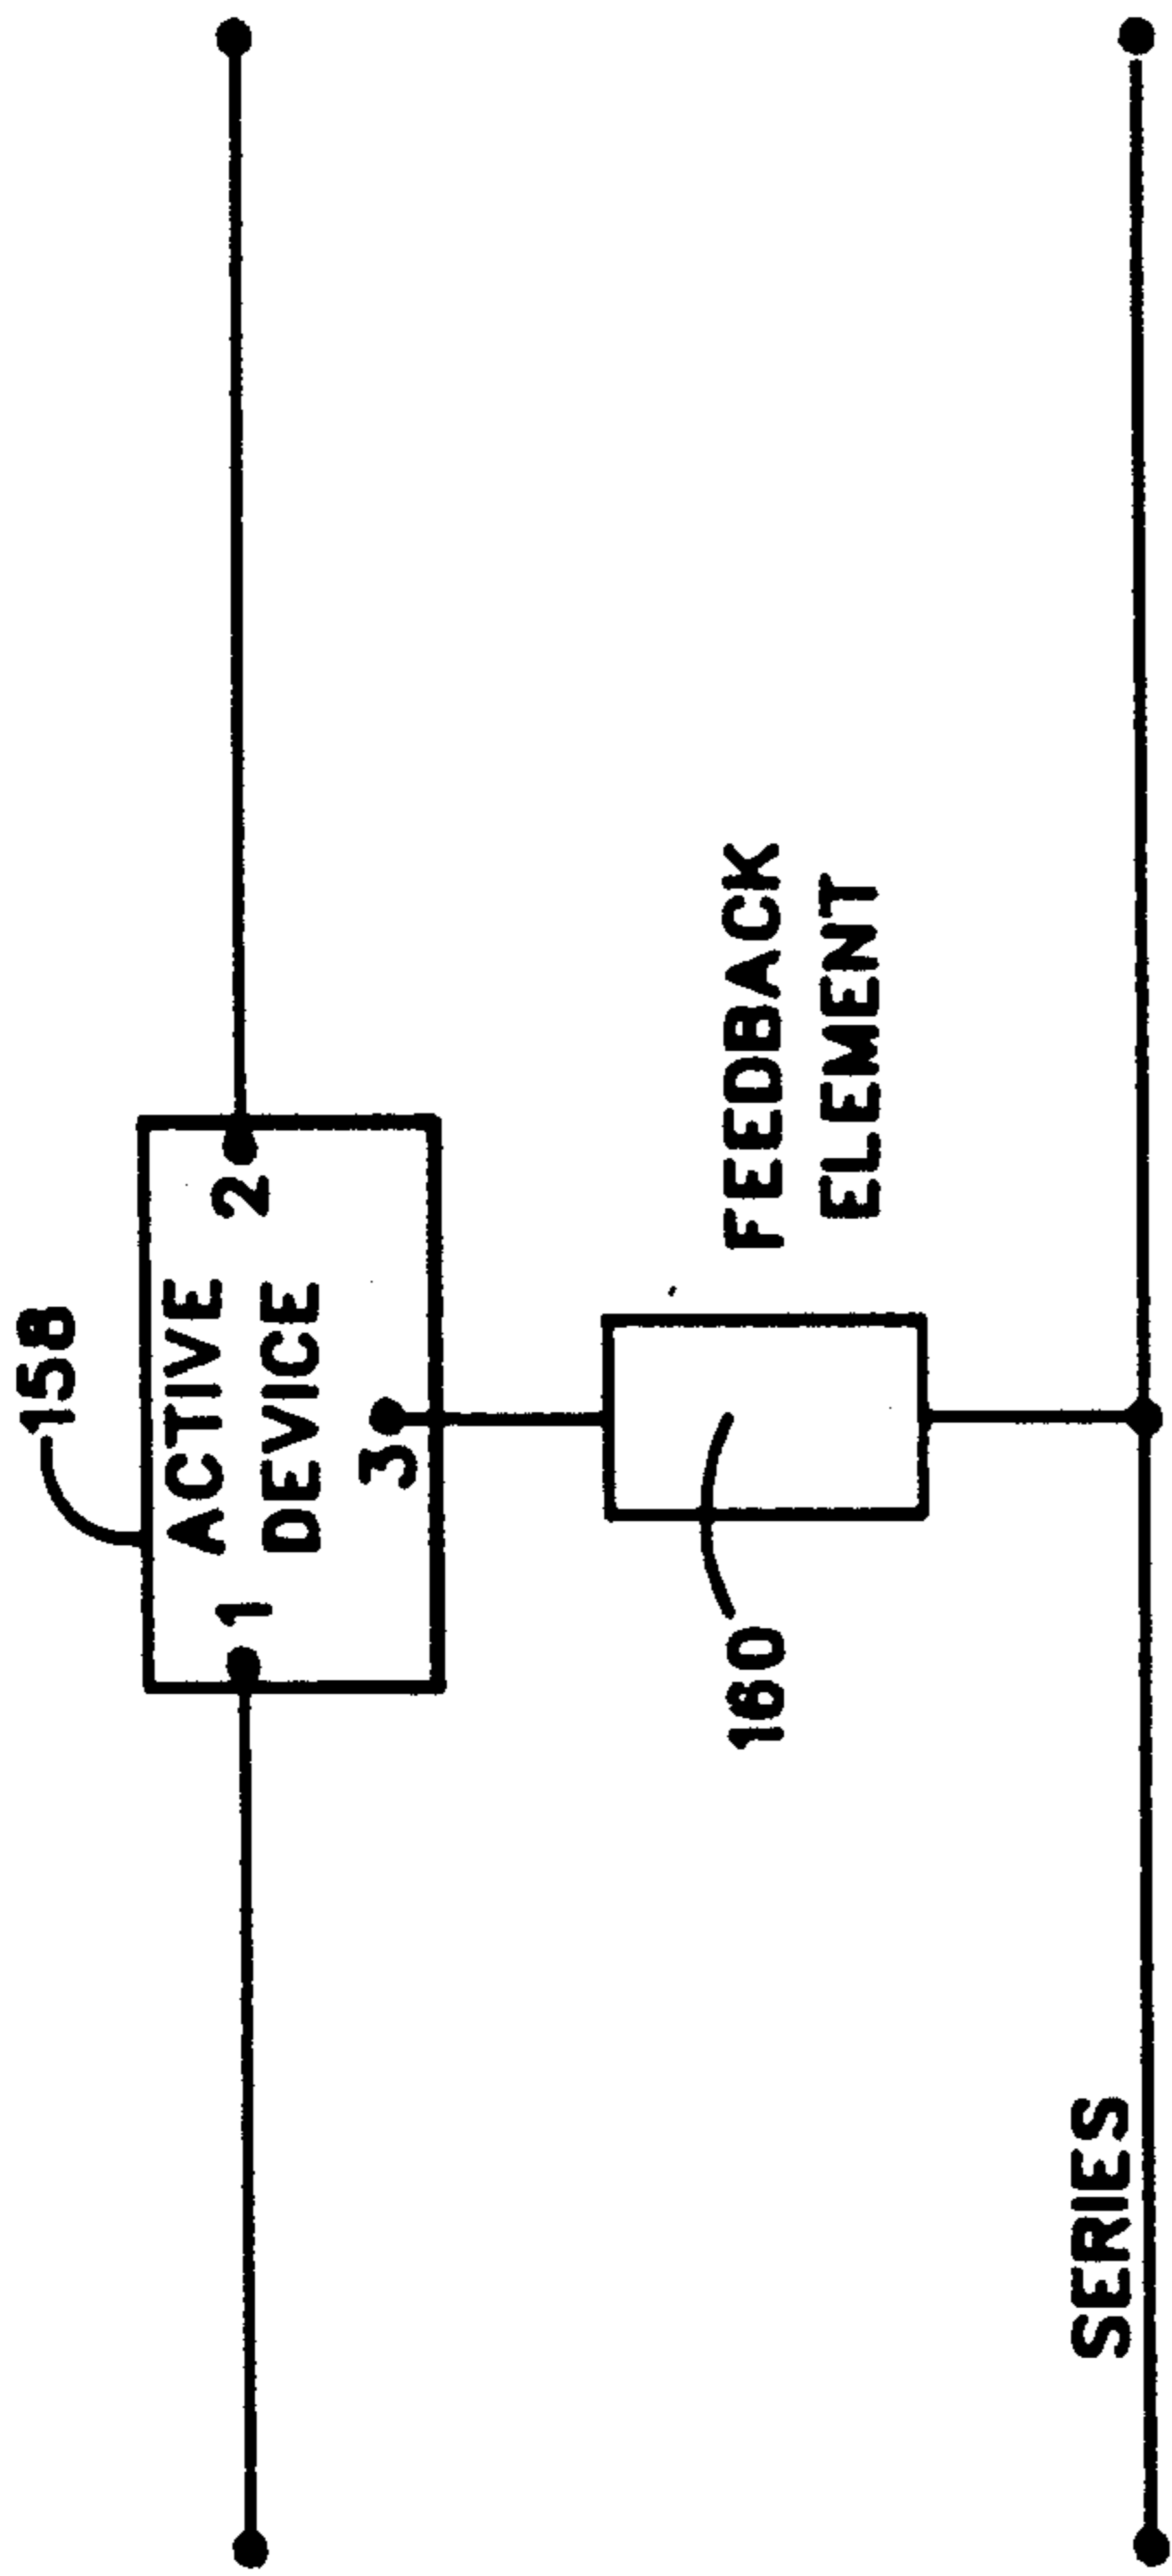 158
1
ACTIVE
DEVICE
2
3
160
FEEDBACK
ELEMENT
SERIES